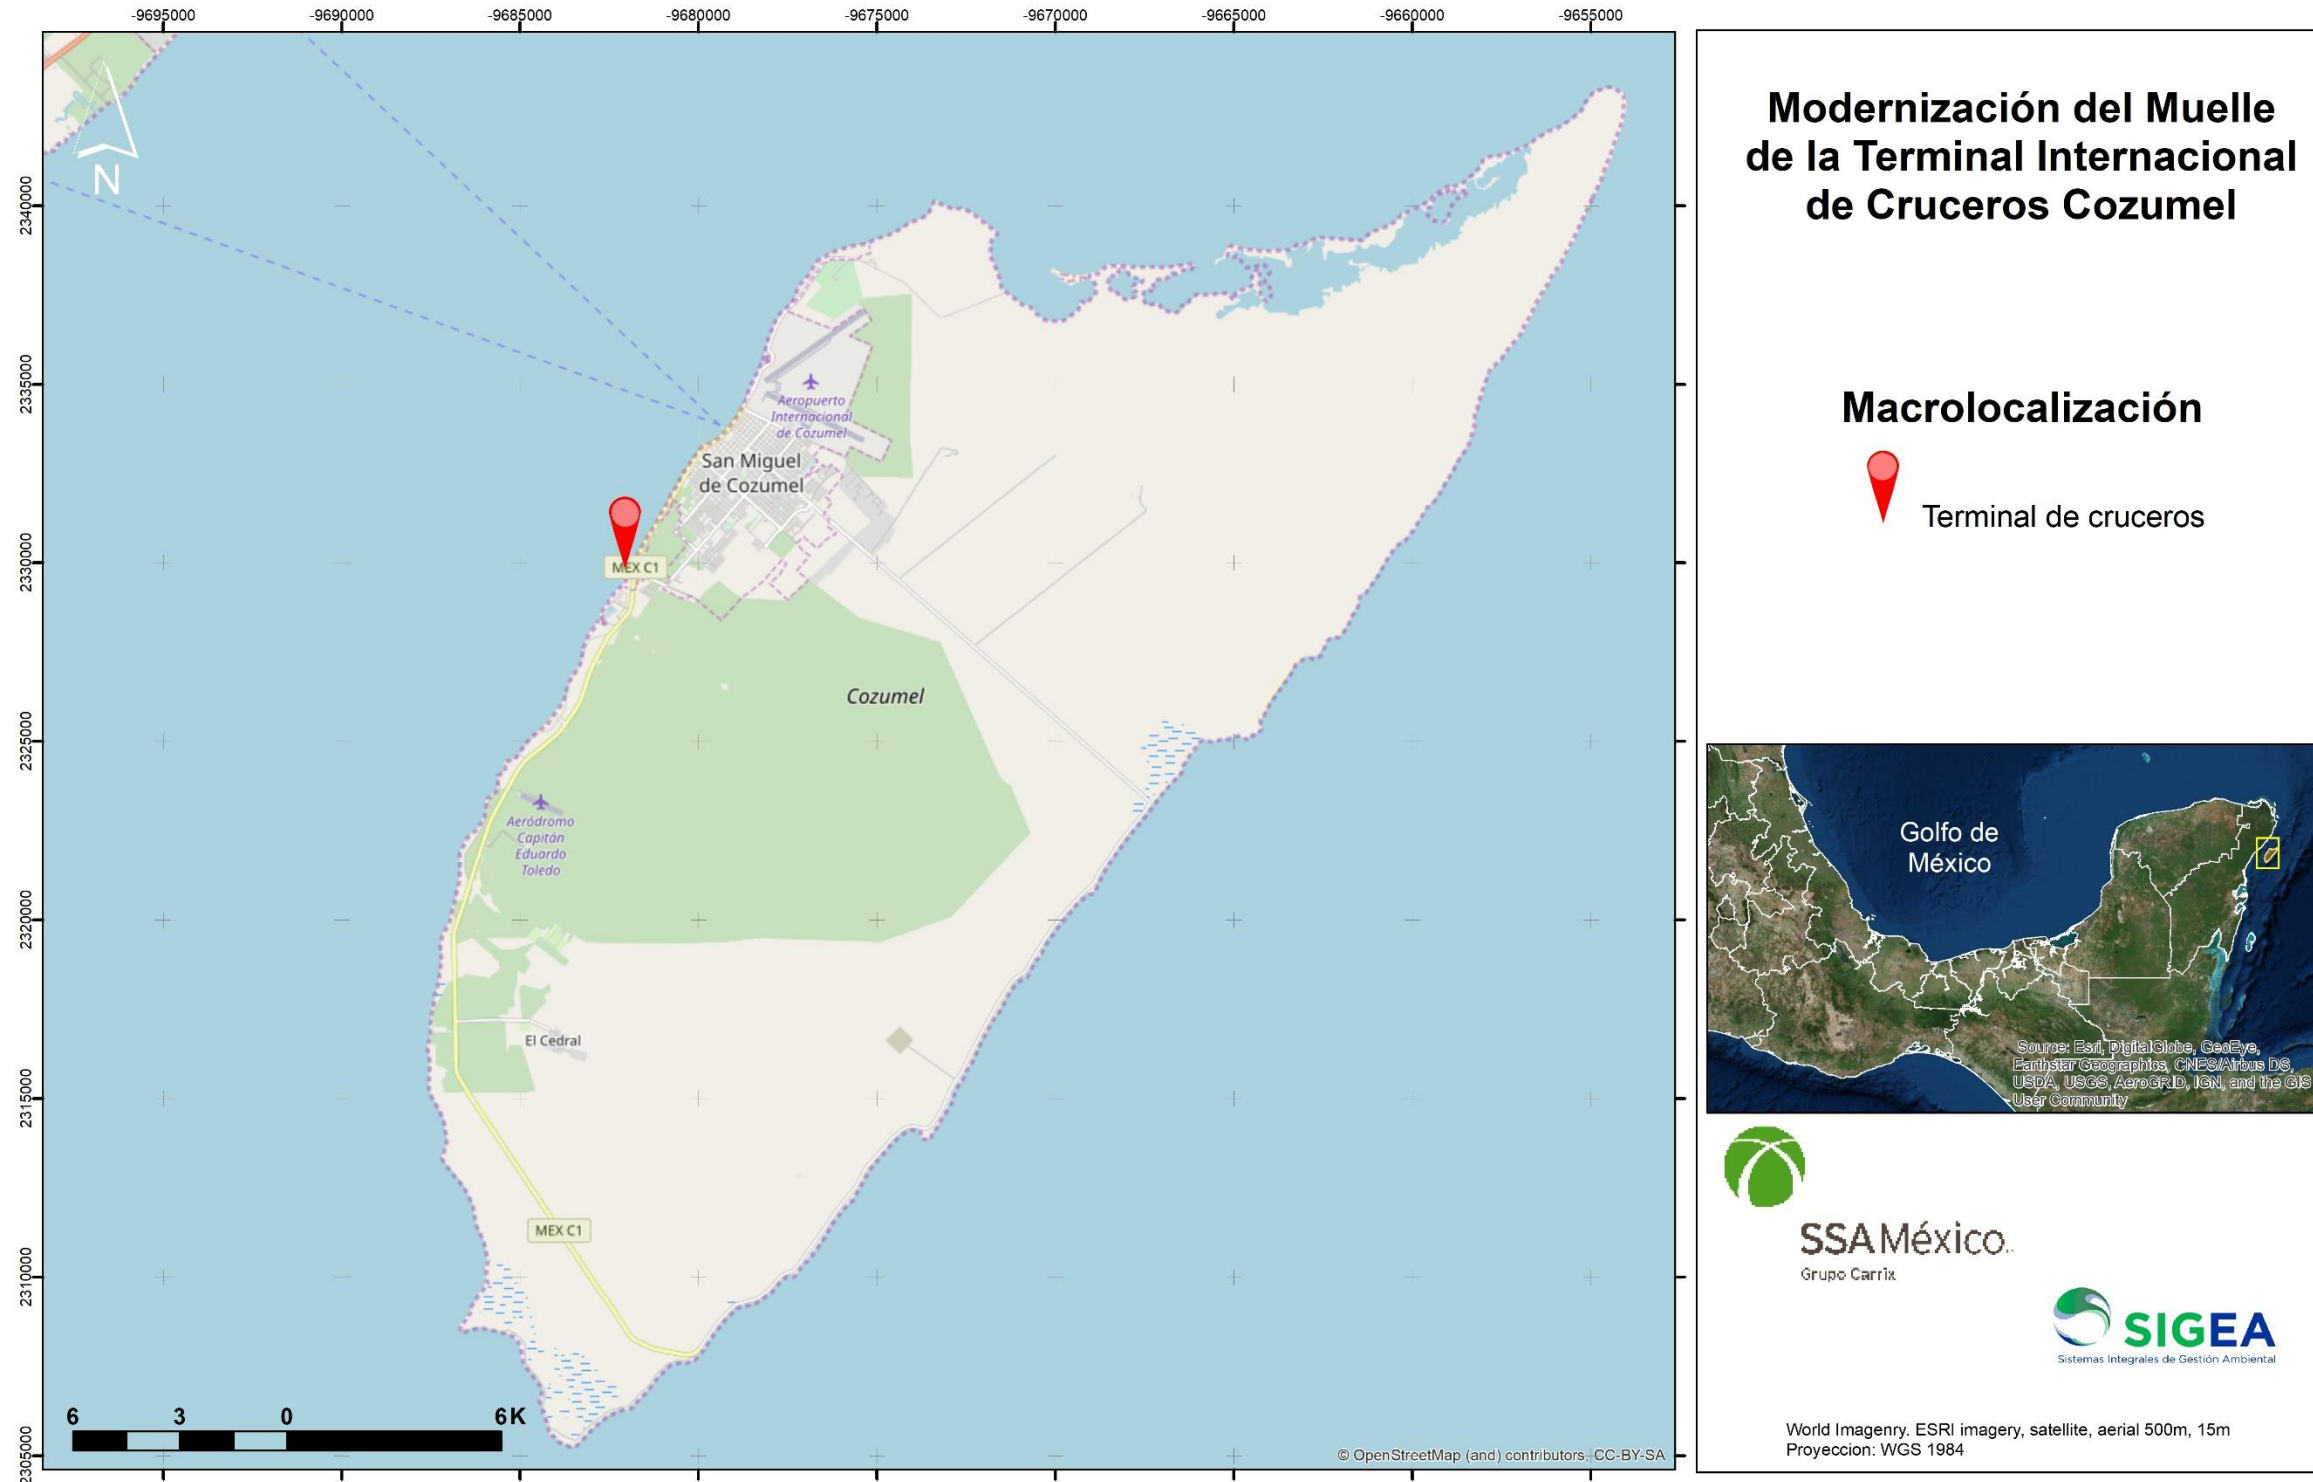 -9695000 -9690000 -9685000 -9680000 -9675000 -9670000 -9665000 -9660000 -9655000
2340000
2335000
2330000
2325000
2320000
2315000
2310000
2305000
N
Aeropuerto
Internacional
de Cozumel
San Miguel
de Cozumel
MEX C1
Cozumel
Aeródromo
Capitán
Eduardo
Toledo
El Cedral
MEX C1
6 3 0 6K
© OpenStreetMap (and) contributors, CC-BY-SA
Modernización del Muelle
de la Terminal Internacional
de Cruceros Cozumel
Macrolocalización
Terminal de cruceros
Golfo de
México
Source: Esri, DigitalGlobe, GeoEye,
Earthstar Geographics, CNES/Airbus DS,
USDA, USGS, AeroGRID, IGN, and the GIS
User Community
SSA México
Grupo Carrix
SIGEA
Sistemas Integrales de Gestión Ambiental
World Imagenry. ESRI imagery, satellite, aerial 500m, 15m
Proyeccion: WGS 1984